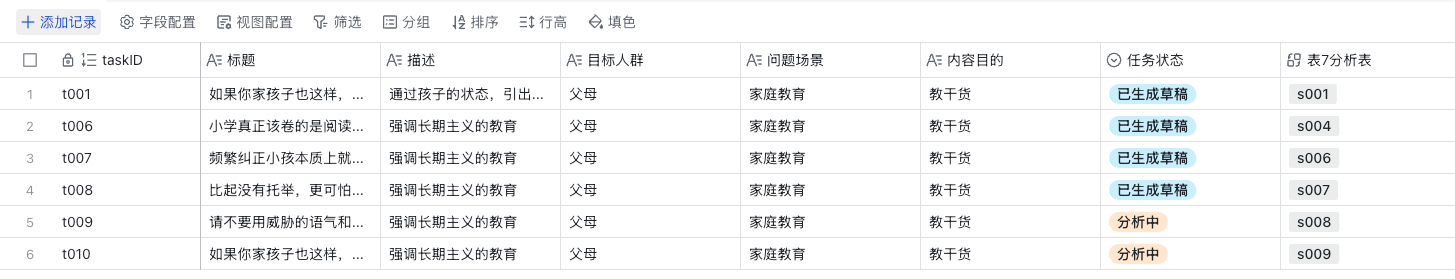 添加记录 字段配置 视图配置 筛选 分组 排序 行高 填色
taskID 标题 描述 目标人群 问题场景 内容目的 任务状态 表7分析表
1 t001 如果你家孩子也这样，... 通过孩子的状态，引出... 父母 家庭教育 教干货 已生成草稿 s001
2 t006 小学真正该卷的是阅读... 强调长期主义的教育 父母 家庭教育 教干货 已生成草稿 s004
3 t007 频繁纠正小孩本质上就... 强调长期主义的教育 父母 家庭教育 教干货 已生成草稿 s006
4 t008 比起没有托举，更可怕... 强调长期主义的教育 父母 家庭教育 教干货 已生成草稿 s007
5 t009 请不要用威胁的语气和... 强调长期主义的教育 父母 家庭教育 教干货 分析中 s008
6 t010 如果你家孩子也这样，... 强调长期主义的教育 父母 家庭教育 教干货 分析中 s009